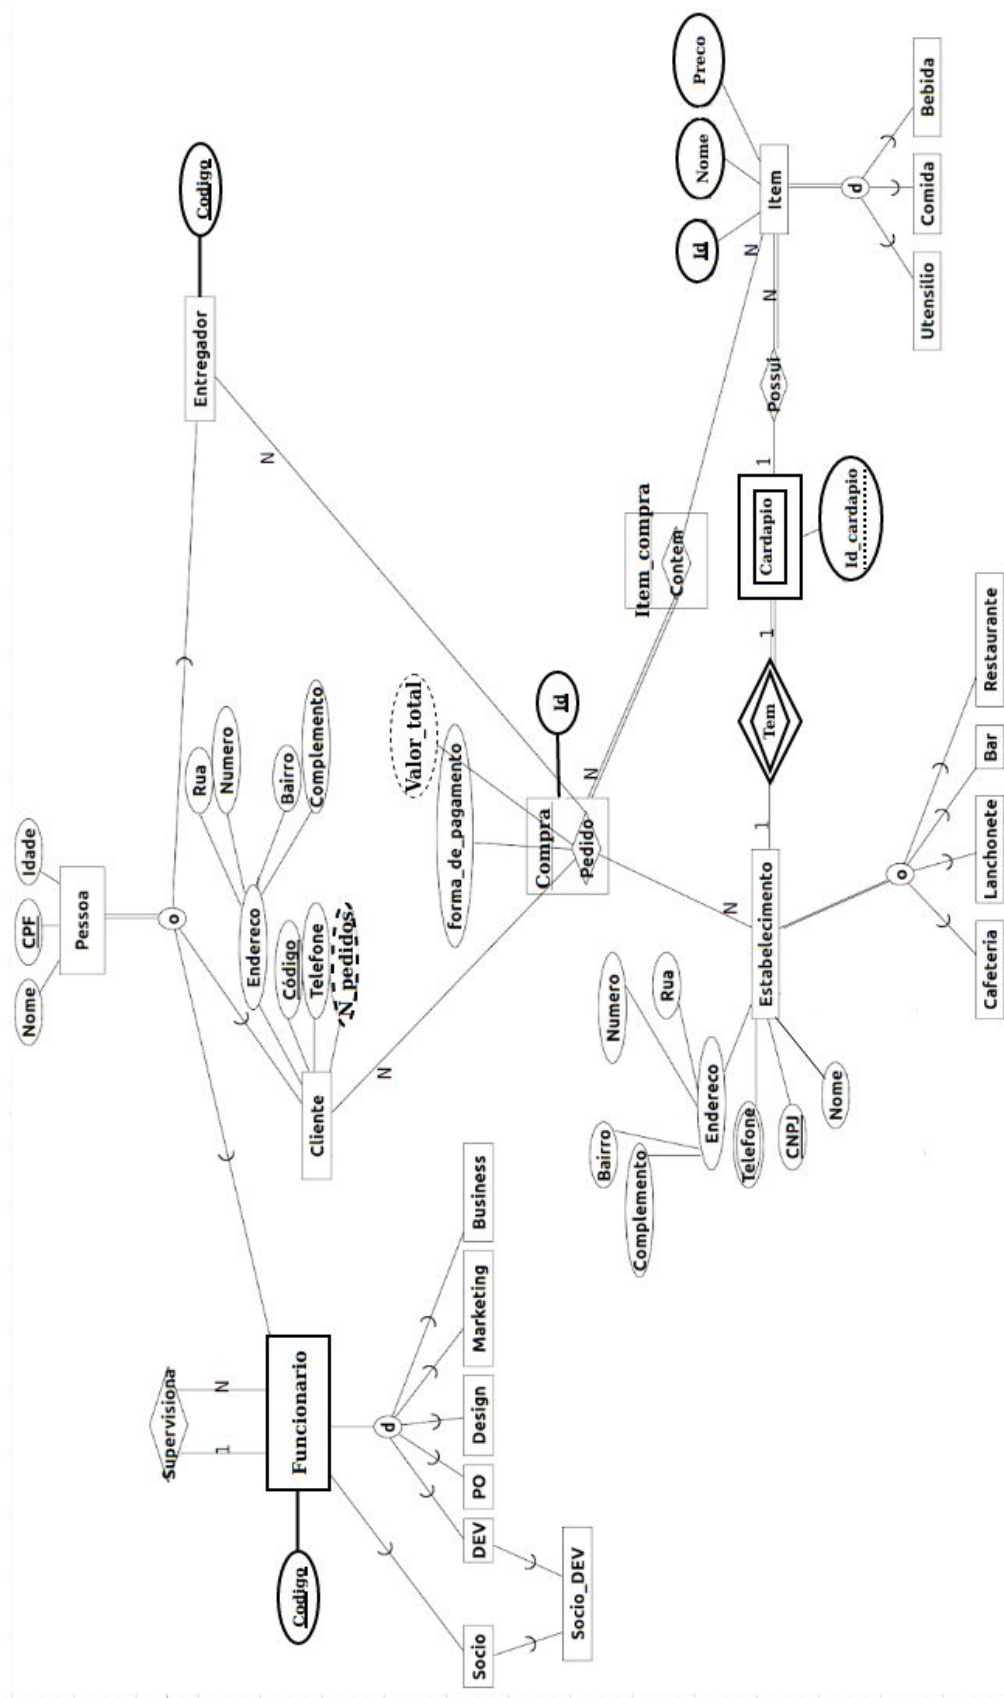 Nome
CPF
Idade
Pessoa
o
Codigo
Entregador
N
Rua
Numero
Bairro
Complemento
Endereco
Código
Telefone
N_pedidos
Cliente
N
Supervisiona
1
N
Funcionario
Codigo
d
DEV
PO
Design
Marketing
Business
Socio
Socio_DEV
Valor_total
forma_de_pagamento
Id
Compra
Pedido
N
N
Item_compra
Contem
N
Id
Nome
Preco
Item
d
Utensilio
Comida
Bebida
N
Possui
1
Cardapio
Id_cardapio
1
Tem
1
Estabelecimento
Numero
Rua
Bairro
Complemento
Endereco
Telefone
CNPJ
Nome
o
Cafeteria
Lanchonete
Bar
Restaurante